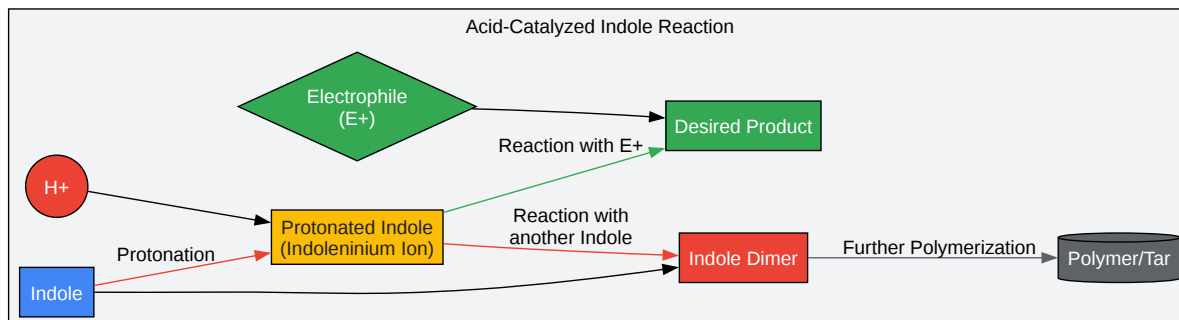 Acid-Catalyzed Indole Reaction
Electrophile
(E+)
Desired Product
Reaction with E+
H+
Protonated Indole
(Indoleninium Ion)
Reaction with
another Indole
Protonation
Indole Dimer
Further Polymerization
Polymer/Tar
Indole